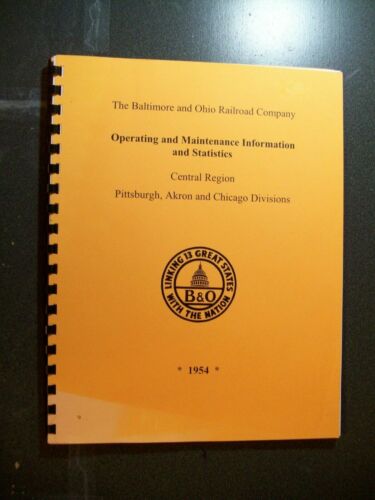 The Baltimore and Ohio Railroad Company
Operating and Maintenance Information
and Statistics
Central Region
Pittsburgh, Akron and Chicago Divisions
LINKING 13 GREAT STATES
B&O
WITH THE NATION
* 1954 *